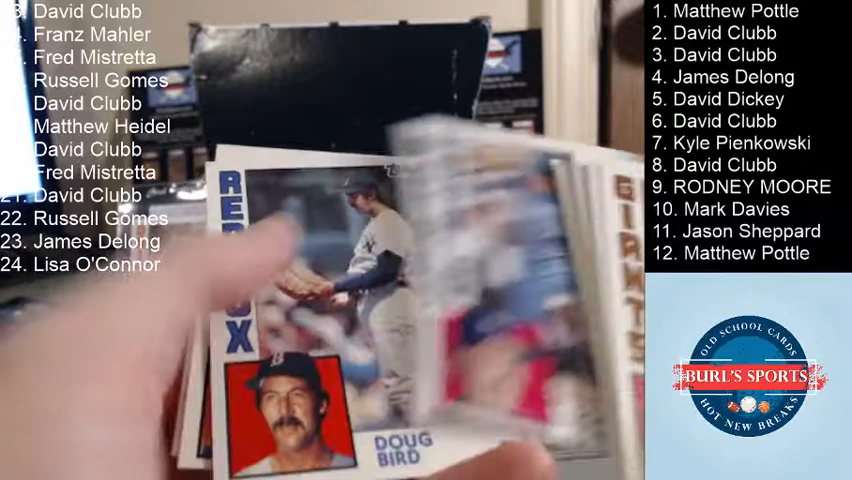 David Clubb
Franz Mahler
Fred Mistretta
Russell Gomes
David Clubb
Matthew Heidel
David Clubb
Fred Mistretta
21. David Clubb
22. Russell Gomes
23. James Delong
24. Lisa O'Connor
RED SOX
DOUG
BIRD
GIANTS
1. Matthew Pottle
2. David Clubb
3. David Clubb
4. James Delong
5. David Dickey
6. David Clubb
7. Kyle Pienkowski
8. David Clubb
9. RODNEY MOORE
10. Mark Davies
11. Jason Sheppard
12. Matthew Pottle
OLD SCHOOL CARDS
BURL'S SPORTS
HOT NEW BREAKS